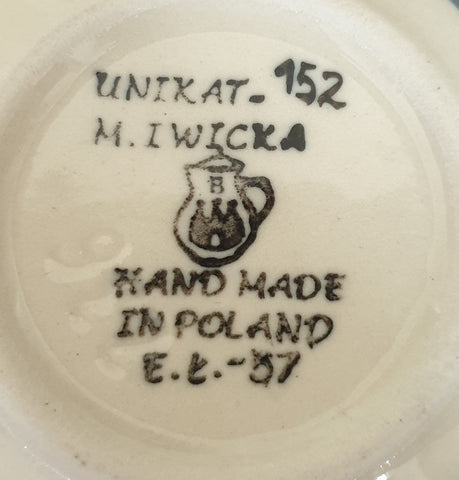 UNIKAT-152
M. IWICKA
B
HAND MADE
IN POLAND
E.Ł.-57